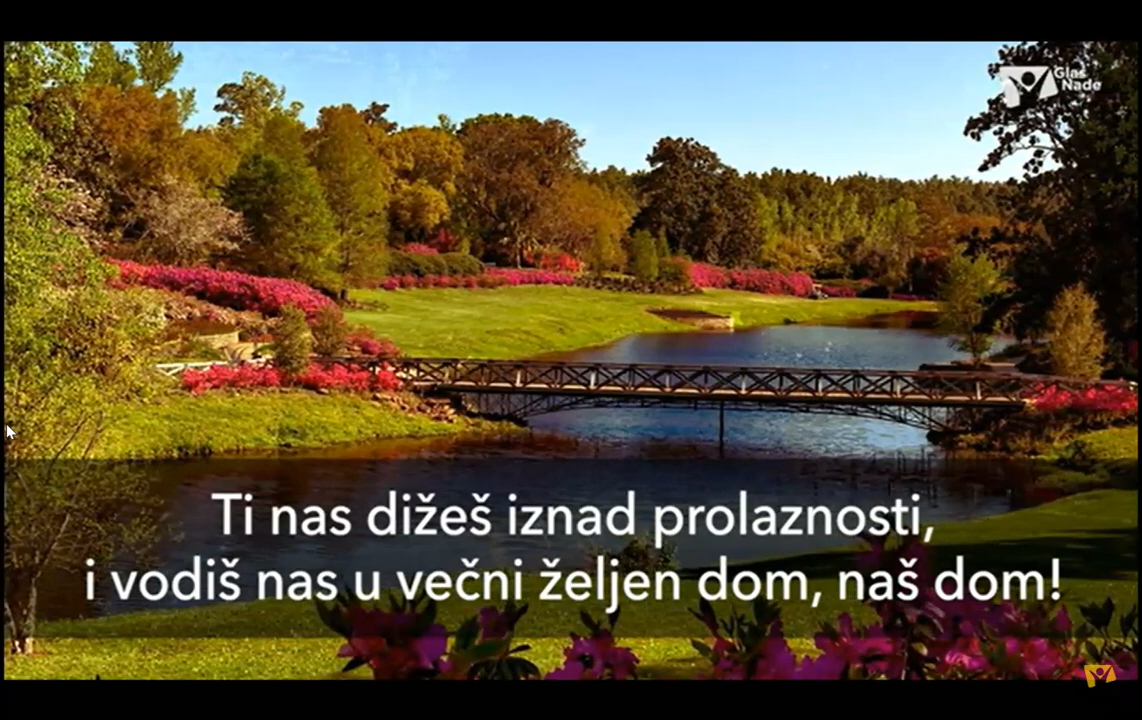 Glas
Nade
Ti nas dižeš iznad prolaznosti,
i vodiš nas u večni željen dom, naš dom!